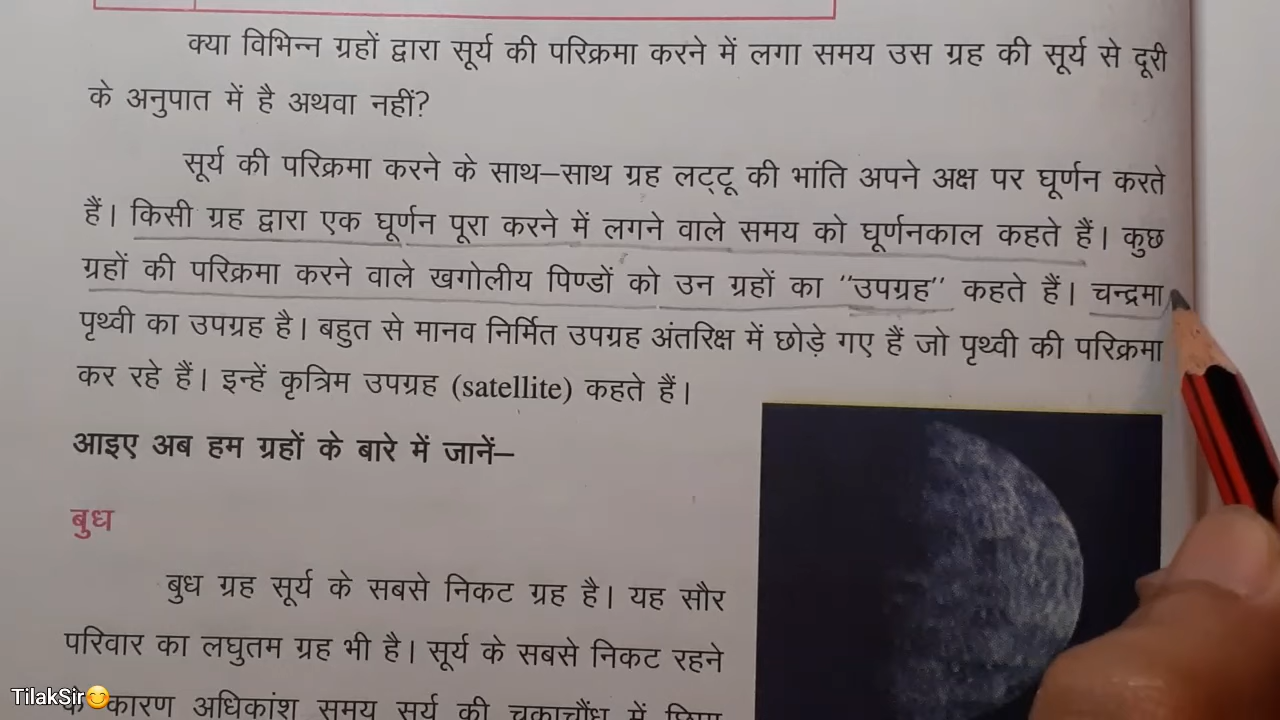 क्या विभिन्न ग्रहों द्वारा सूर्य की परिक्रमा करने में लगा समय उस ग्रह की सूर्य से दूरी
के अनुपात में है अथवा नहीं?
सूर्य की परिक्रमा करने के साथ–साथ ग्रह लट्टू की भांति अपने अक्ष पर घूर्णन करते
हैं। किसी ग्रह द्वारा एक घूर्णन पूरा करने में लगने वाले समय को घूर्णनकाल कहते हैं। कुछ
ग्रहों की परिक्रमा करने वाले खगोलीय पिण्डों को उन ग्रहों का "उपग्रह" कहते हैं। चन्द्रमा
पृथ्वी का उपग्रह है। बहुत से मानव निर्मित उपग्रह अंतरिक्ष में छोड़े गए हैं जो पृथ्वी की परिक्रमा
कर रहे हैं। इन्हें कृत्रिम उपग्रह (satellite) कहते हैं।
आइए अब हम ग्रहों के बारे में जानें–
बुध
बुध ग्रह सूर्य के सबसे निकट ग्रह है। यह सौर
परिवार का लघुतम ग्रह भी है। सूर्य के सबसे निकट रहने
के कारण अधिकांश समय सूर्य की चकाचौंध में छिपा
TilakSir😊